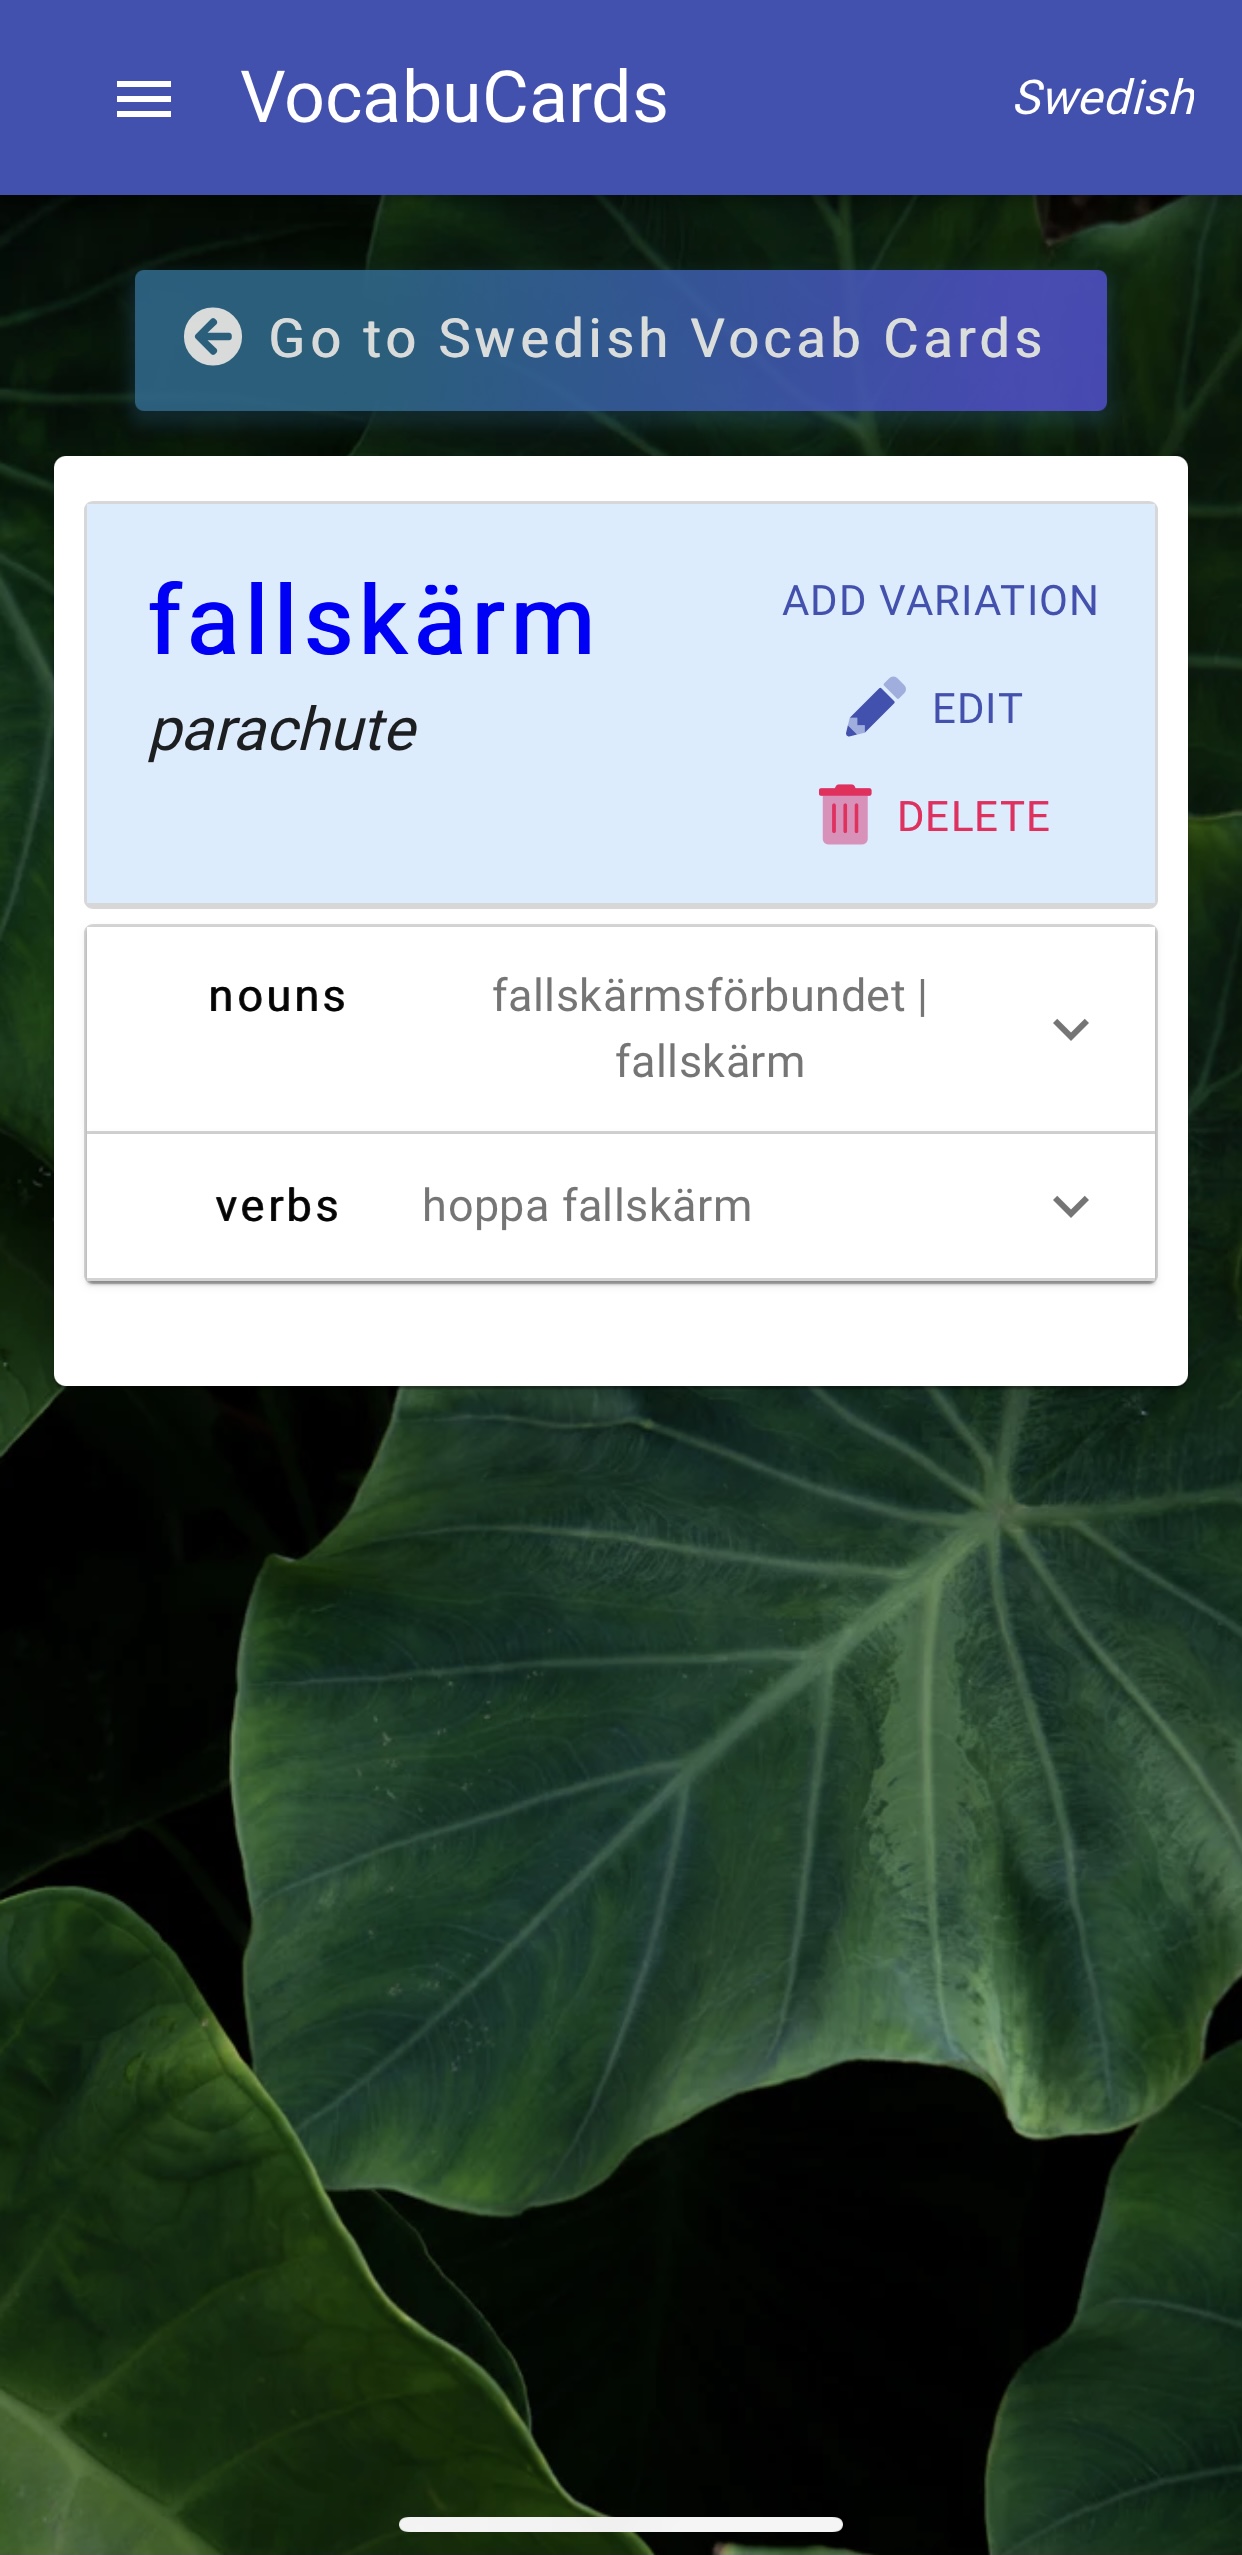 VocabuCards
Swedish
Go to Swedish Vocab Cards
fallskärm
parachute
ADD VARIATION
EDIT
DELETE
nouns
fallskärmsförbundet |
fallskärm
verbs
hoppa fallskärm